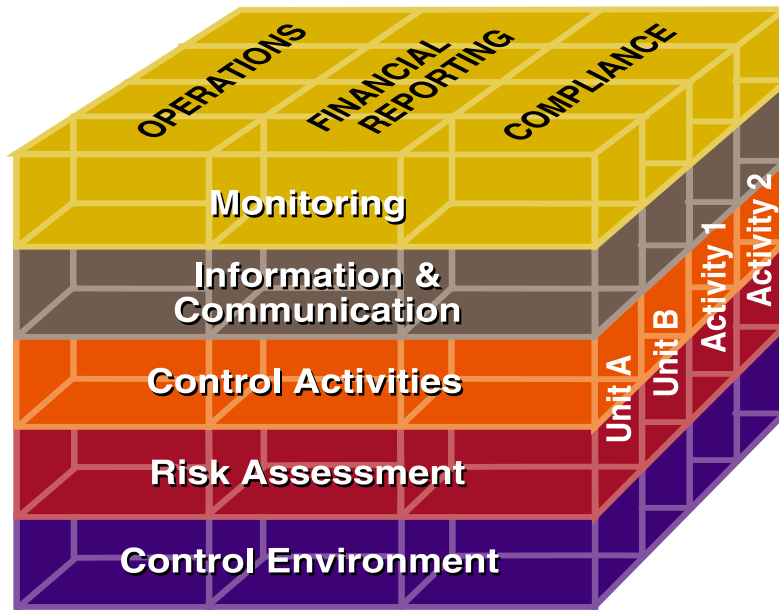 OPERATIONS
FINANCIAL
REPORTING
COMPLIANCE
Monitoring
Information &
Communication
Control Activities
Risk Assessment
Control Environment
Unit A
Unit B
Activity 1
Activity 2